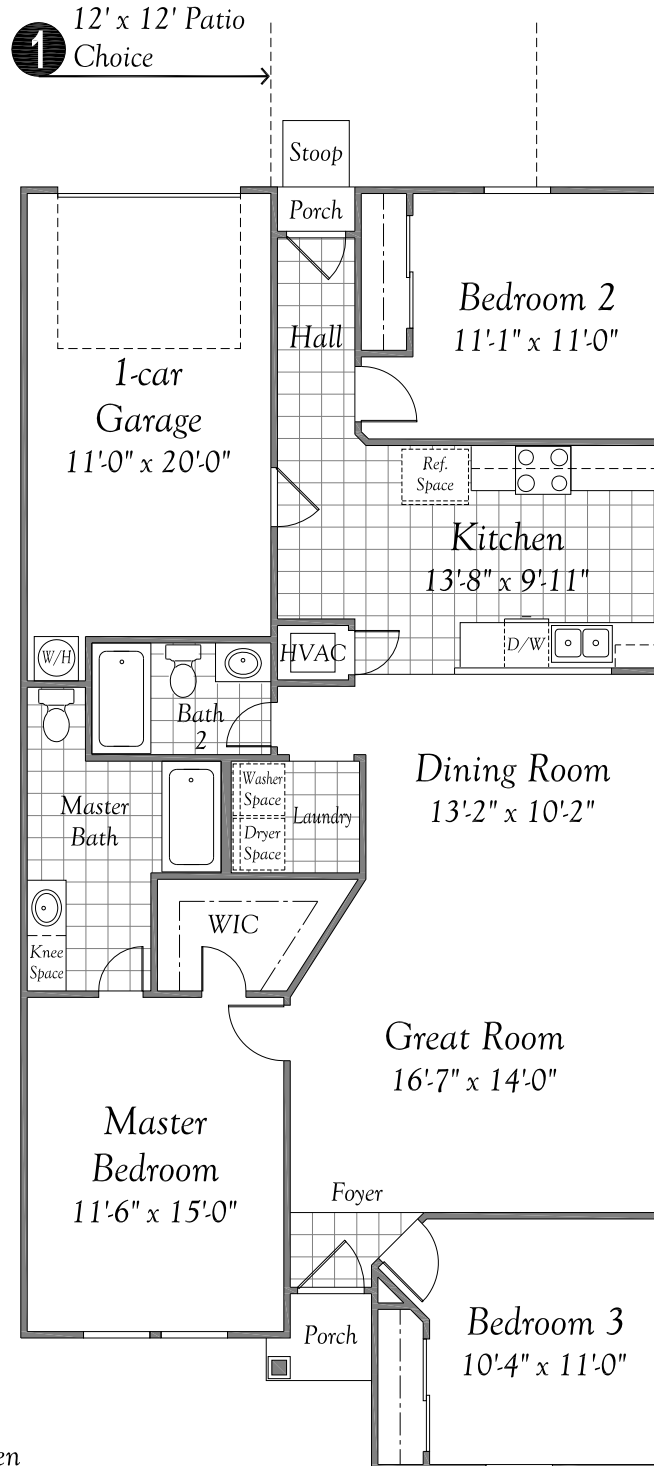 12' x 12' Patio
1 Choice
Stoop
Porch
Hall
Bedroom 2
11'-1" x 11'-0"
1-car
Garage
11'-0" x 20'-0"
Ref.
Space
Kitchen
13'-8" x 9'-11"
W/H
HVAC
D/W
Bath
2
Master
Bath
Washer
Space
Laundry
Dryer
Space
Dining Room
13'-2" x 10'-2"
WIC
Knee
Space
Great Room
16'-7" x 14'-0"
Master
Bedroom
11'-6" x 15'-0"
Foyer
Porch
Bedroom 3
10'-4" x 11'-0"
en